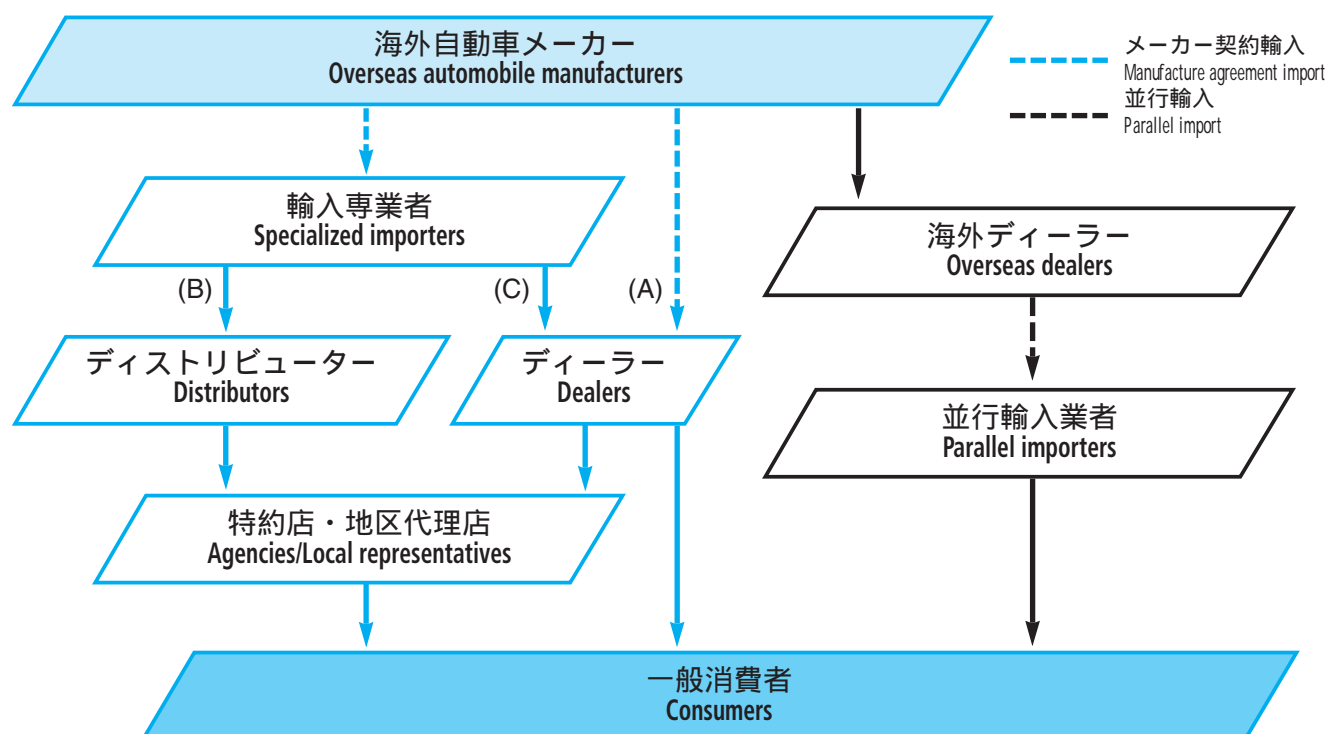 海外自動車メーカー
Overseas automobile manufacturers
メーカー契約輸入
Manufacture agreement import
並行輸入
Parallel import
輸入専業者
Specialized importers
海外ディーラー
Overseas dealers
(B)
(C)
(A)
ディストリビューター
Distributors
ディーラー
Dealers
並行輸入業者
Parallel importers
特約店・地区代理店
Agencies/Local representatives
一般消費者
Consumers